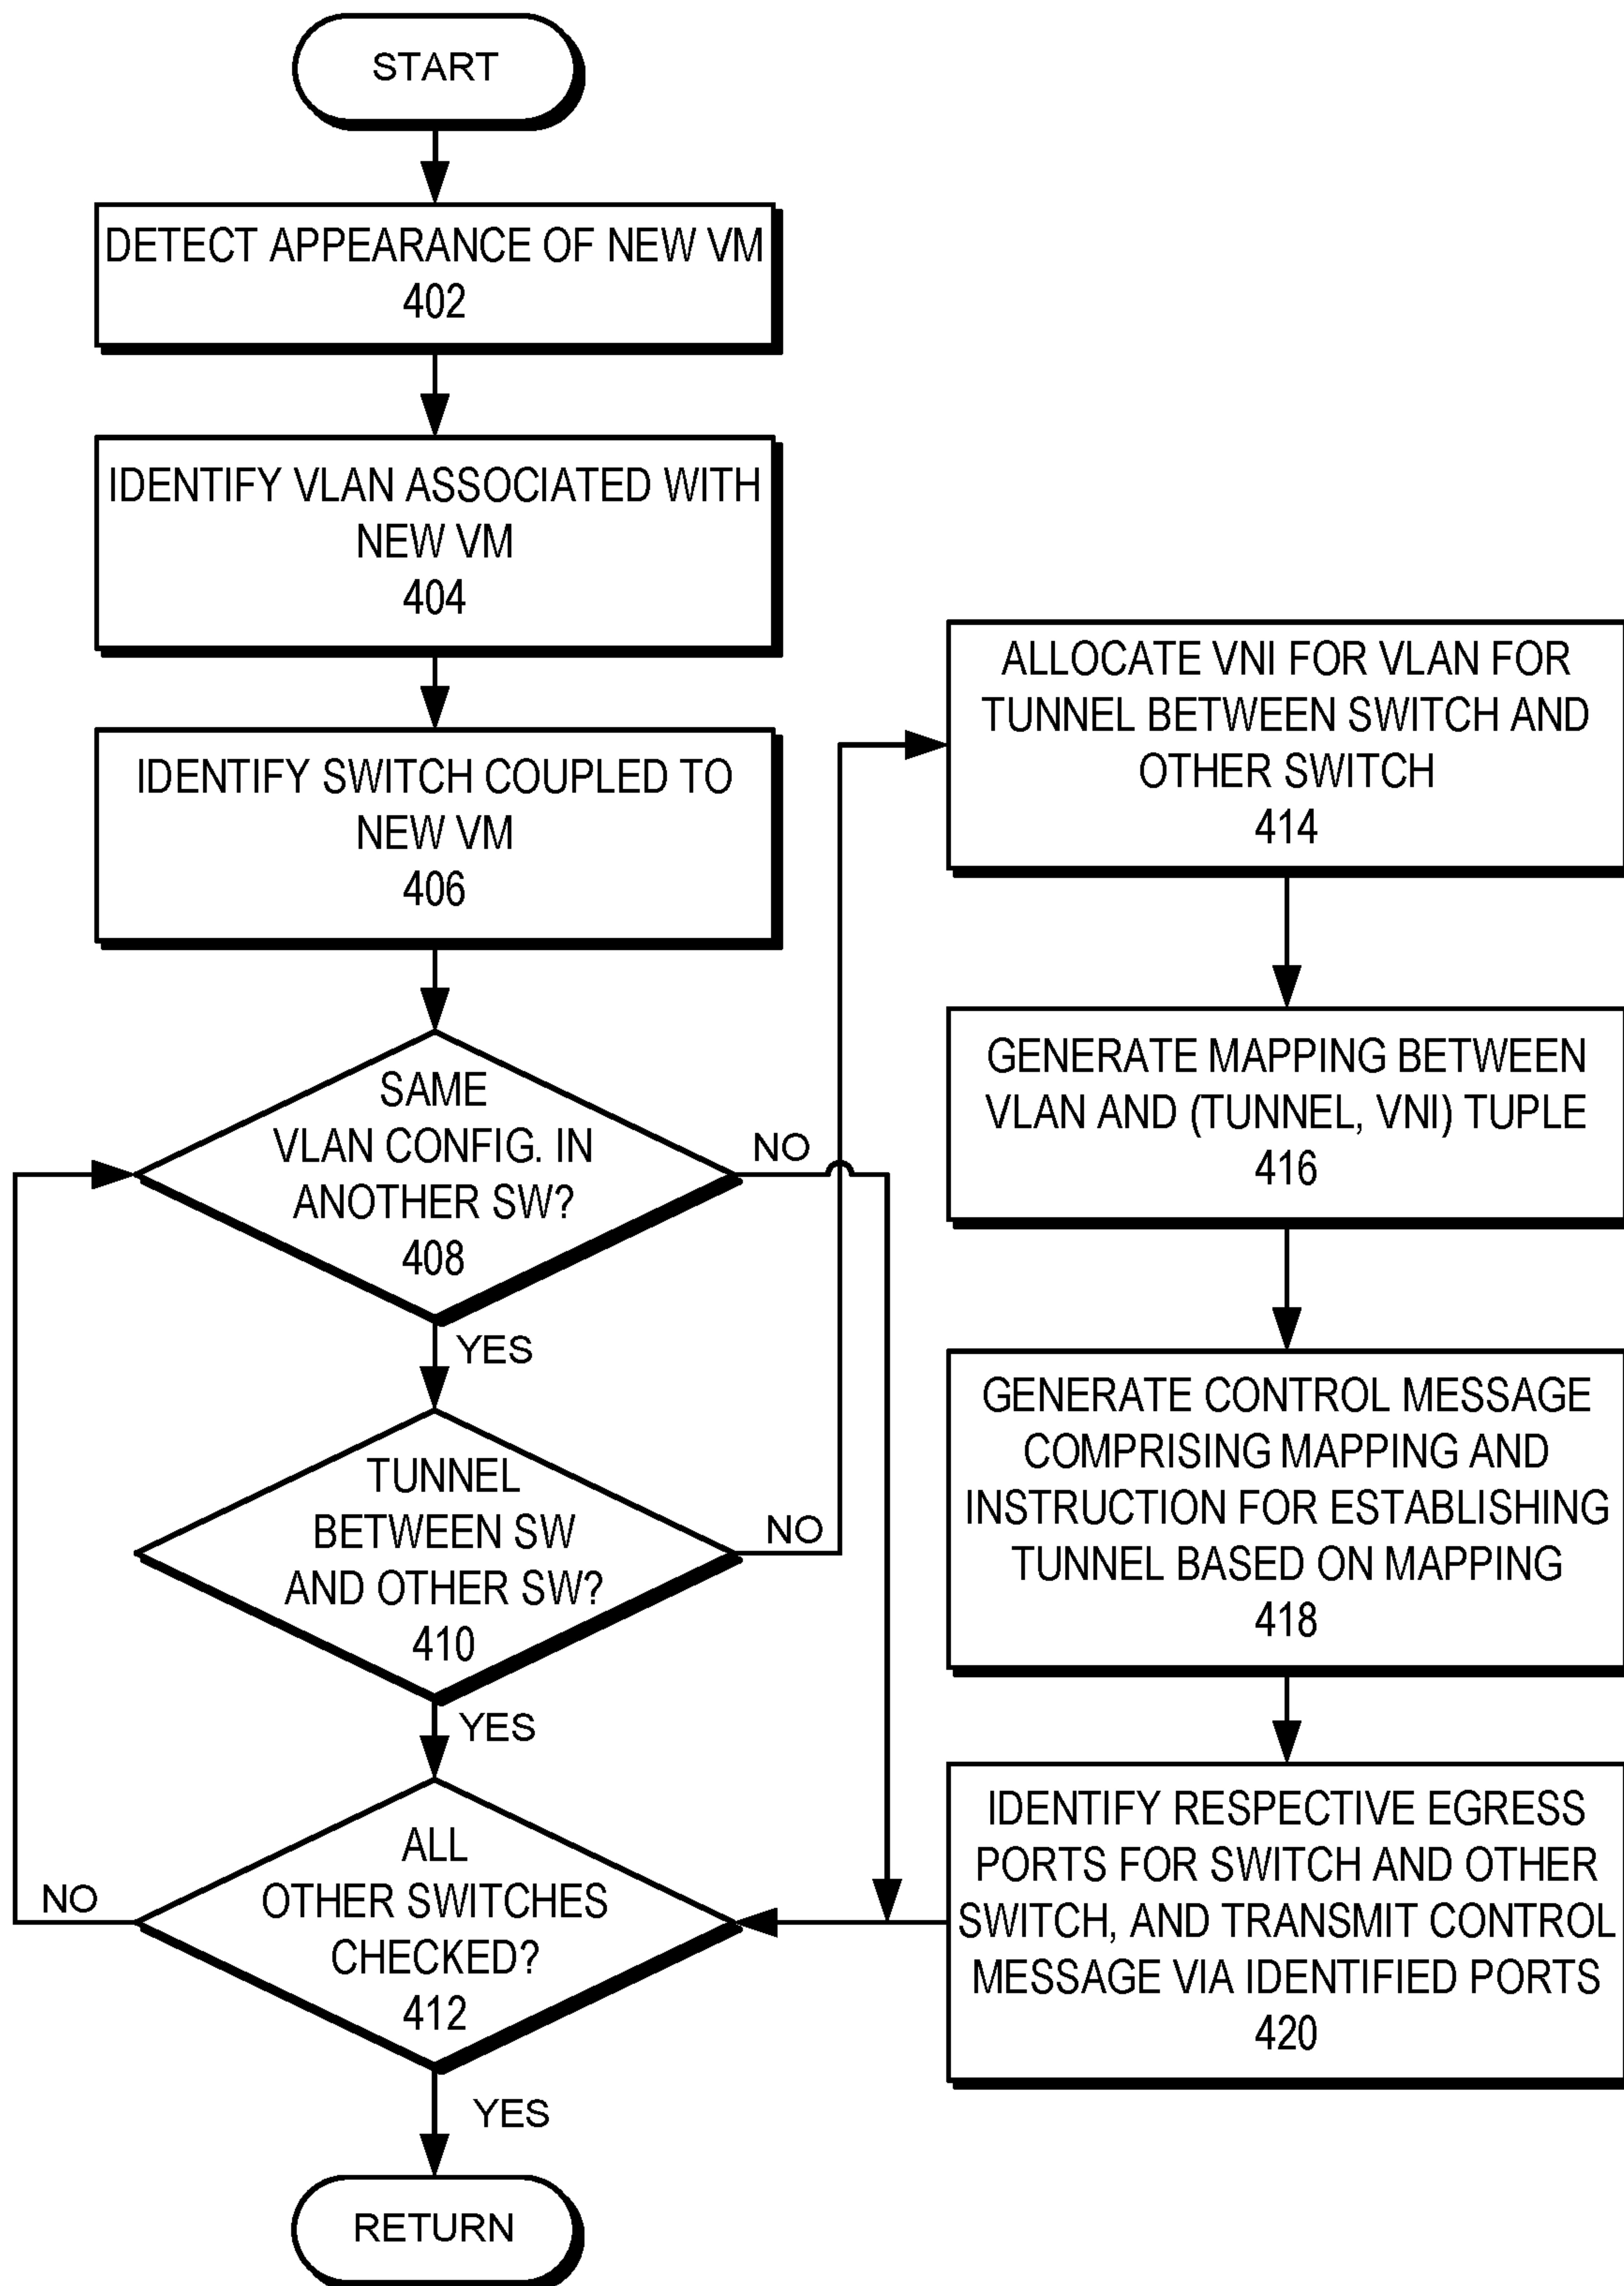 START
DETECT APPEARANCE OF NEW VM
402
IDENTIFY VLAN ASSOCIATED WITH
NEW VM
404
IDENTIFY SWITCH COUPLED TO
NEW VM
406
SAME
VLAN CONFIG. IN
ANOTHER SW?
408
NO
YES
TUNNEL
BETWEEN SW
AND OTHER SW?
410
NO
YES
ALL
OTHER SWITCHES
CHECKED?
412
NO
YES
RETURN
ALLOCATE VNI FOR VLAN FOR
TUNNEL BETWEEN SWITCH AND
OTHER SWITCH
414
GENERATE MAPPING BETWEEN
VLAN AND (TUNNEL, VNI) TUPLE
416
GENERATE CONTROL MESSAGE
COMPRISING MAPPING AND
INSTRUCTION FOR ESTABLISHING
TUNNEL BASED ON MAPPING
418
IDENTIFY RESPECTIVE EGRESS
PORTS FOR SWITCH AND OTHER
SWITCH, AND TRANSMIT CONTROL
MESSAGE VIA IDENTIFIED PORTS
420